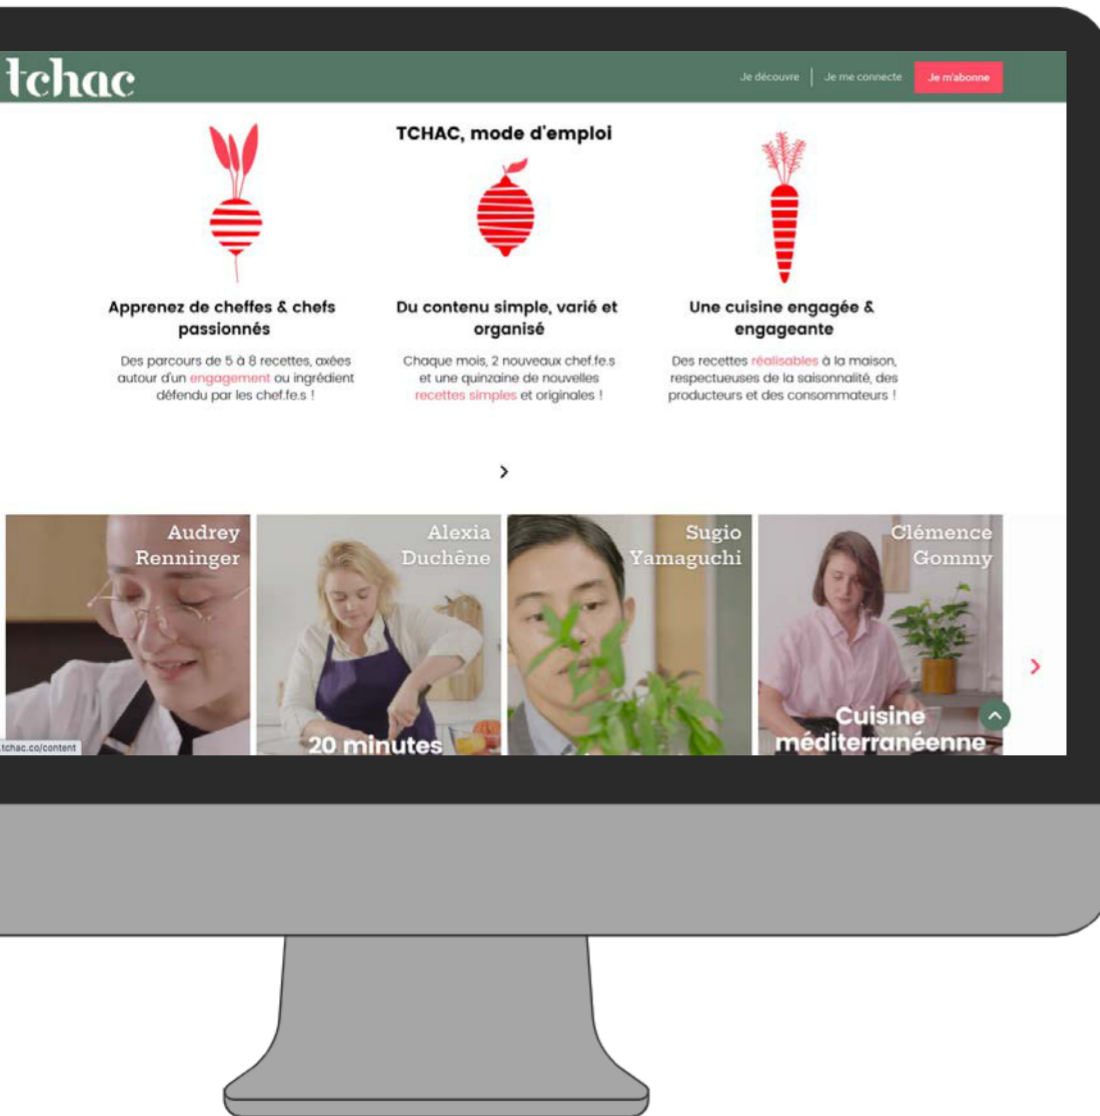 tchac
Je découvre
Je me connecte
Je m'abonne
TCHAC, mode d'emploi
Apprenez de cheffes & chefs
passionnés
Des parcours de 5 à 8 recettes, axées
autour d'un engagement ou ingrédient
défendu par les chef.fe.s !
Du contenu simple, varié et
organisé
Chaque mois, 2 nouveaux chef.fe.s
et une quinzaine de nouvelles
recettes simples et originales !
Une cuisine engagée &
engageante
Des recettes réalisables à la maison,
respectueuses de la saisonnalité, des
producteurs et des consommateurs !
Audrey
Renninger
Alexia
Duchêne
20 minutes
Sugio
Yamaguchi
Clémence
Gommy
Cuisine
méditerranéenne
.tchac.co/content